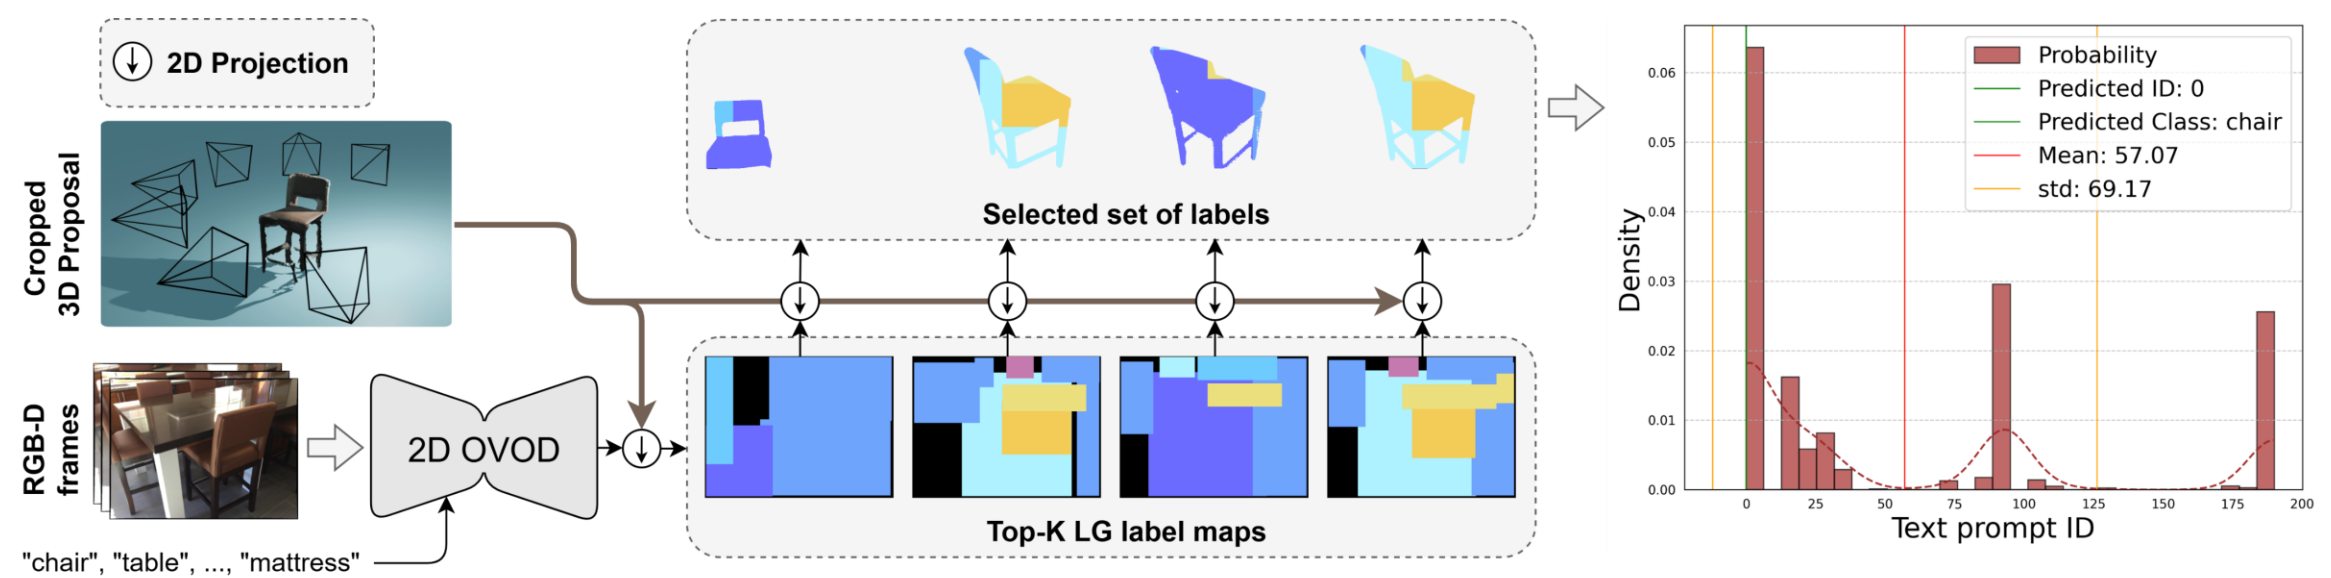 2D Projection
Cropped
3D Proposal
RGB-D
frames
"chair", "table", ..., "mattress"
2D OVOD
Selected set of labels
Top-K LG label maps
Probability
Predicted ID: 0
Predicted Class: chair
Mean: 57.07
std: 69.17
Density
0.06
0.05
0.04
0.03
0.02
0.01
0.00
0
25
50
75
100
125
150
175
200
Text prompt ID